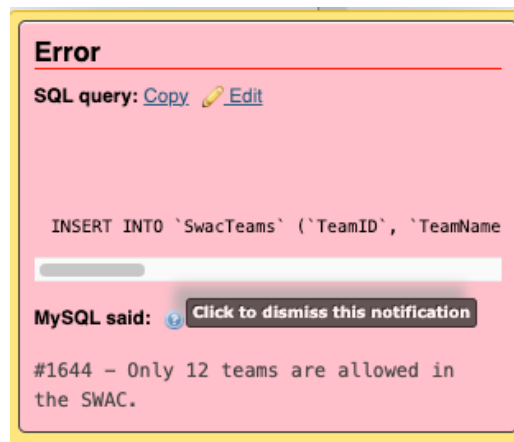 Error
SQL query: Copy Edit
INSERT INTO `SwacTeams` (`TeamID`, `TeamName
MySQL said: Click to dismiss this notification
#1644 – Only 12 teams are allowed in
the SWAC.